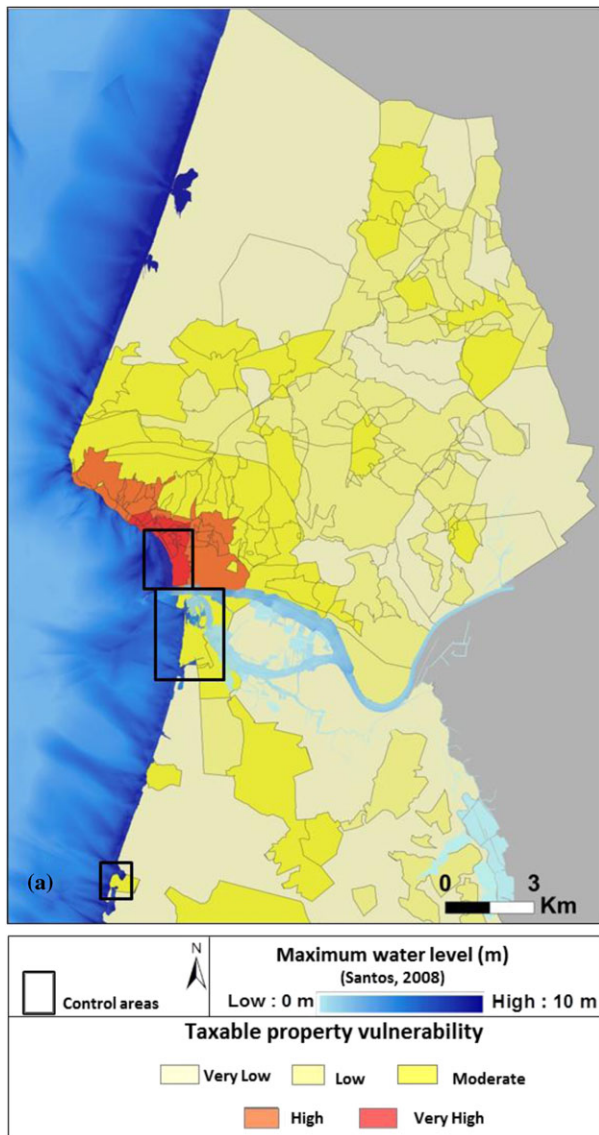 (a)
0 3
Km
N
Control areas
Maximum water level (m)
(Santos, 2008)
Low : 0 m High : 10 m
Taxable property vulnerability
Very Low Low Moderate
High Very High